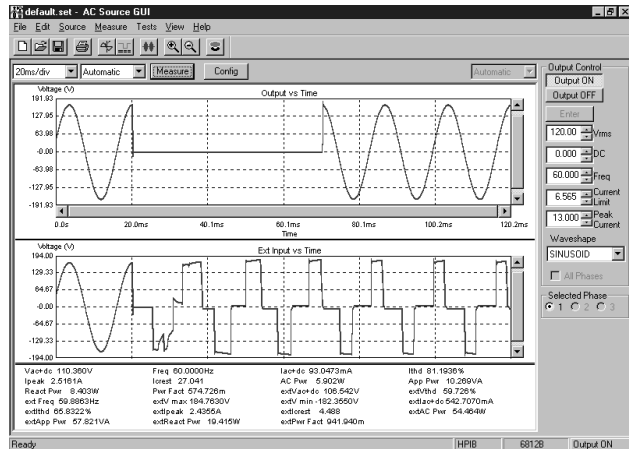 default.set - AC Source GUI
File Edit Source Measure Tests View Help
20ms/div Automatic Measure Config Automatic
Output vs Time
Voltage (V)
191.93
127.95
63.98
-0.00
-63.98
-127.95
-191.93
0.0s 20.0ms 40.1ms 60.1ms 80.1ms 100.2ms 120.2ms
Time
Ext Input vs Time
Voltage (V)
194.00
129.33
64.67
-0.00
-64.67
-129.33
-194.00
Vac+dc 110.380V Freq 60.0000Hz Iac+dc 93.0473mA Ithd 81.1936%
Ipeak 2.5161A Icrest 27.041 AC Pwr 5.902W App Pwr 10.269VA
React Pwr 8.403W Pwr Fact 574.726m extVac+dc 106.542V extVthd 59.726%
ext Freq 59.8863Hz extV max 184.7630V extV min -182.3550V extIac+dc 542.7070mA
extIthd 65.8322% extIpeak 2.4355A extIcrest 4.488 extAC Pwr 54.464W
extApp Pwr 57.821VA extReact Pwr 19.415W extPwr Fact 941.940m
Output Control
Output ON
Output OFF
Enter
120.00 Vrms
0.000 DC
60.000 Freq
6.565 Current Limit
13.000 Peak Current
Waveshape
SINUSOID
All Phases
Selected Phase
1 2 3
Ready HPIB 6812B Output ON